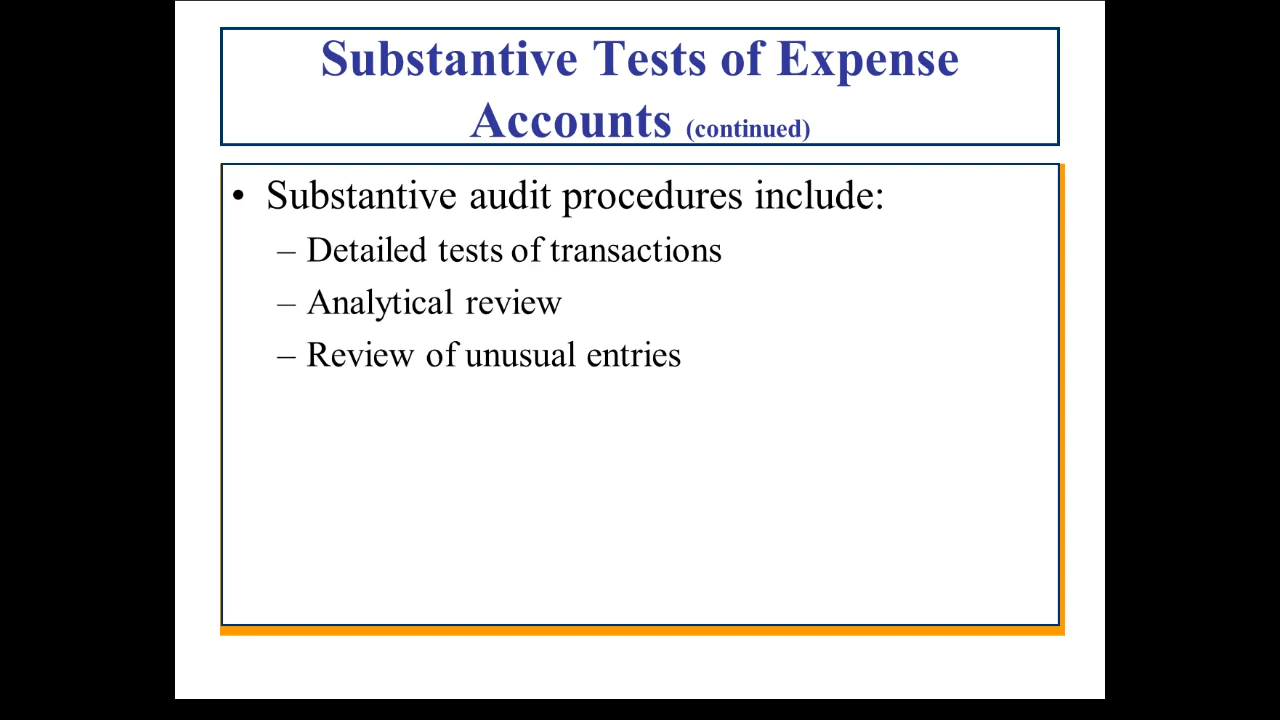 Substantive Tests of Expense
Accounts (continued)
• Substantive audit procedures include:
– Detailed tests of transactions
– Analytical review
– Review of unusual entries